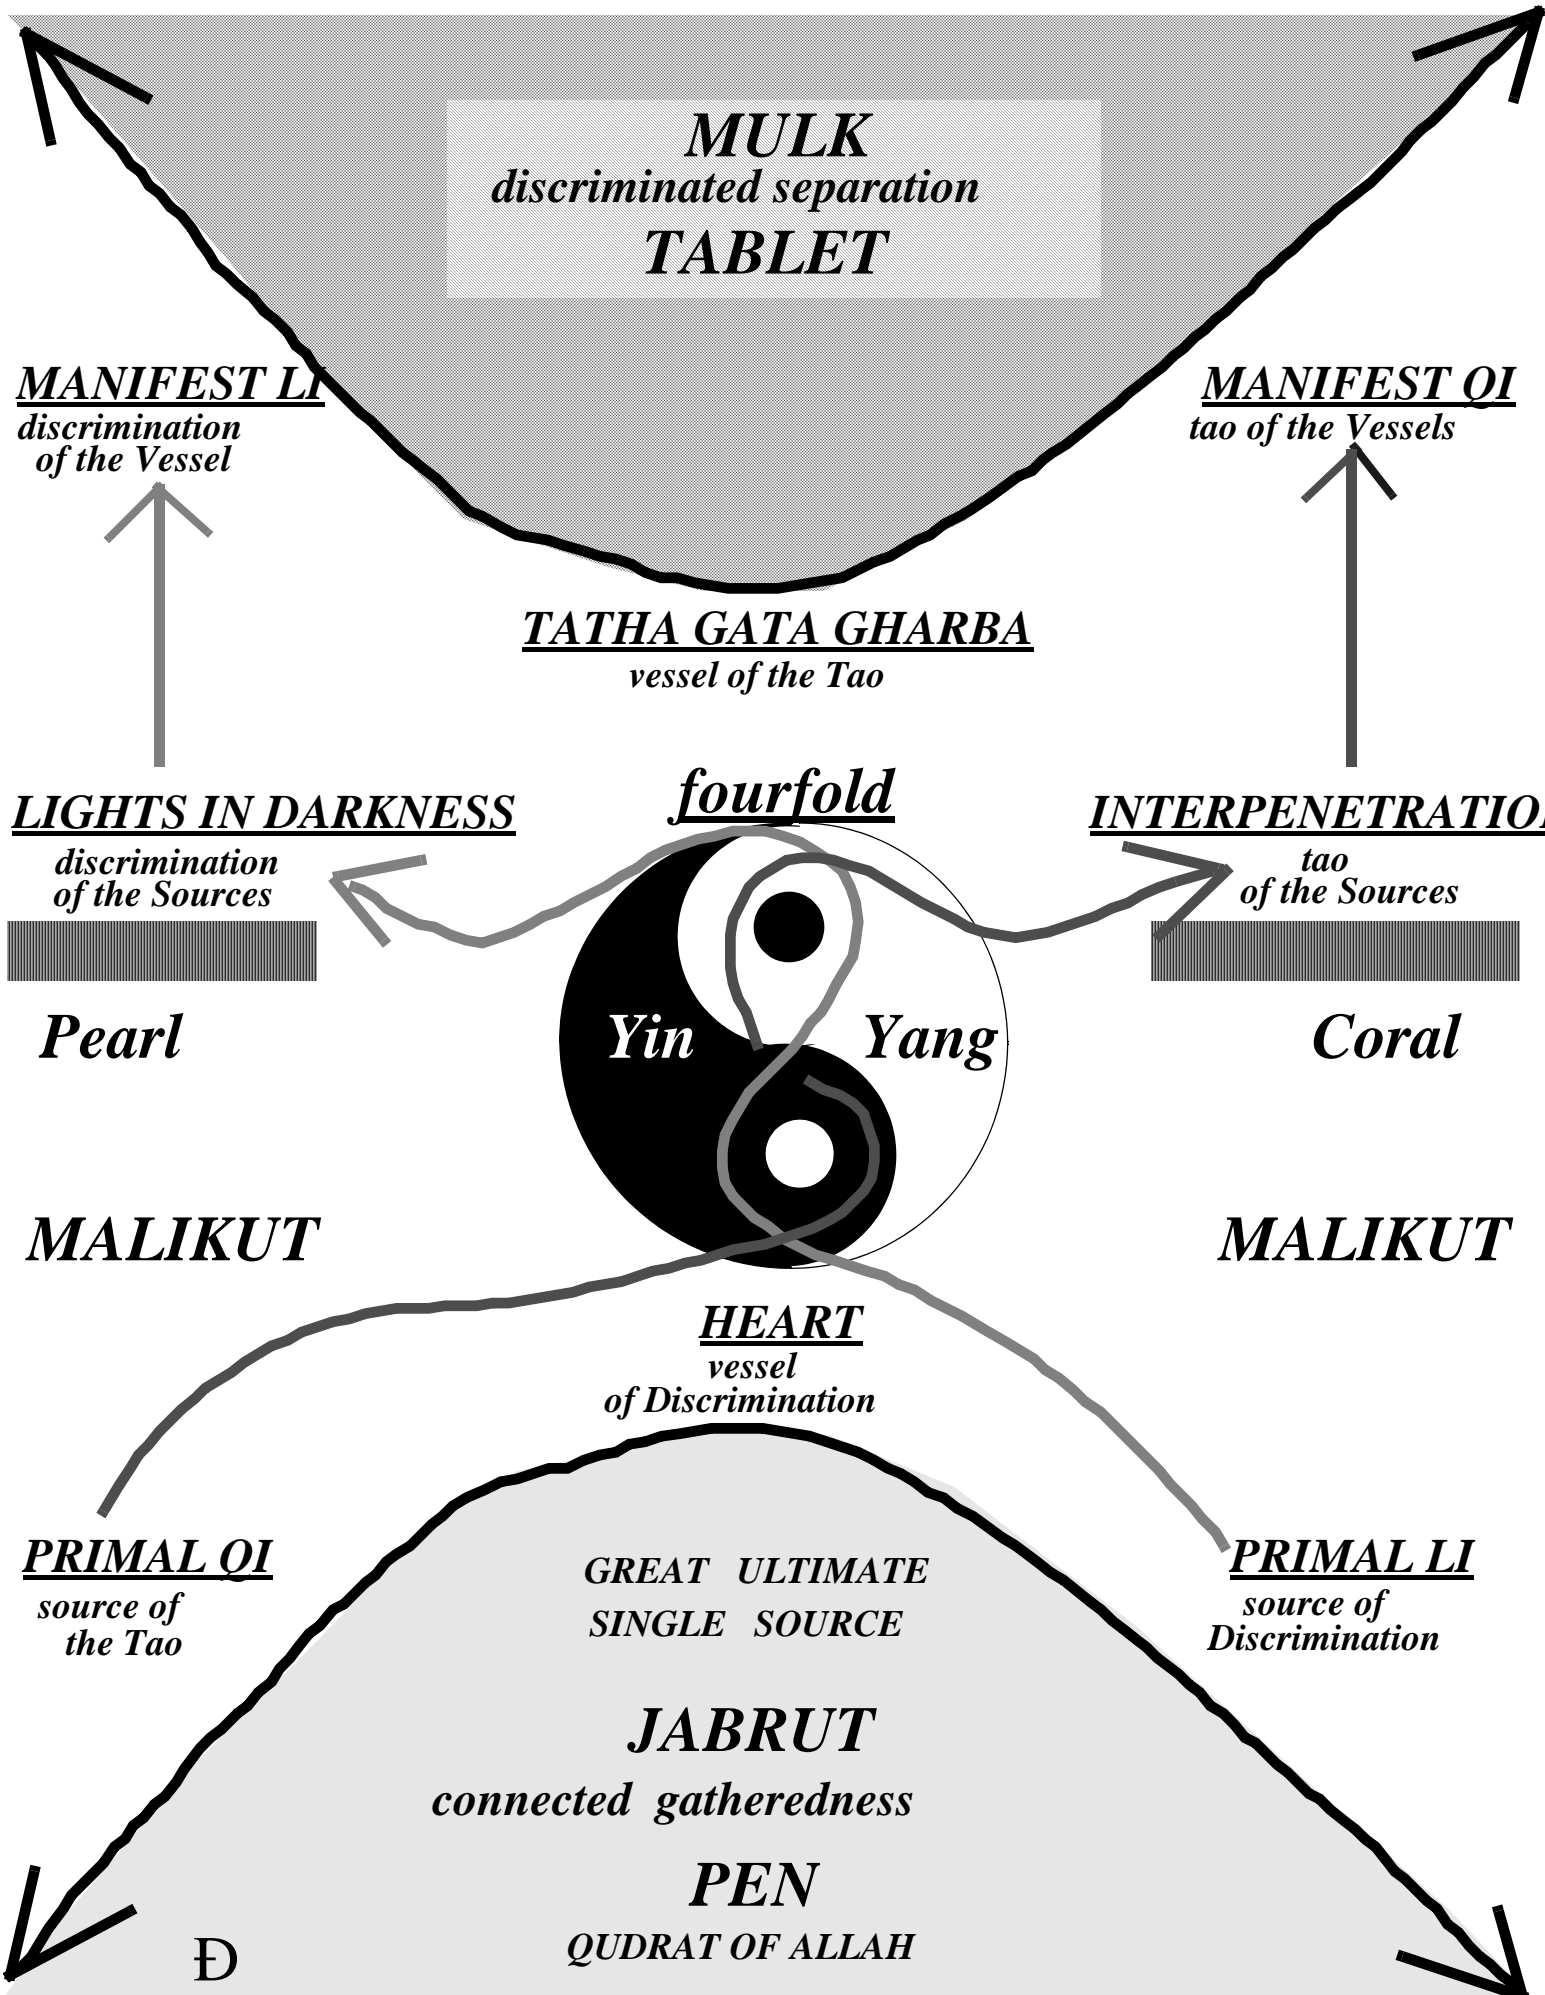 MULK
discriminated separation
TABLET
MANIFEST LI
discrimination
of the Vessel
MANIFEST QI
tao of the Vessels
TATHA GATA GHARBA
vessel of the Tao
fourfold
LIGHTS IN DARKNESS
discrimination
of the Sources
INTERPENETRATIO
tao
of the Sources
Yin
Yang
Pearl
Coral
MALIKUT
MALIKUT
HEART
vessel
of Discrimination
PRIMAL QI
source of
the Tao
PRIMAL LI
source of
Discrimination
GREAT ULTIMATE
SINGLE SOURCE
JABRUT
connected gatheredness
PEN
QUDRAT OF ALLAH
Đ